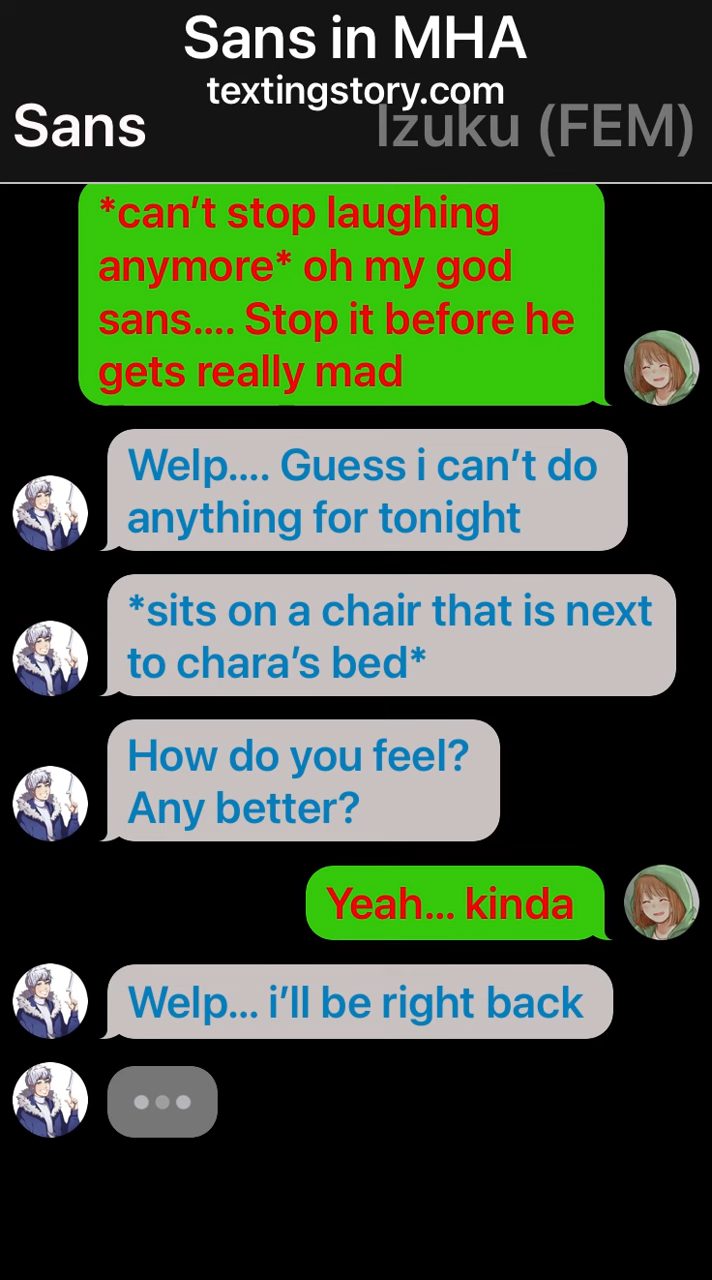 Sans in MHA
textingstory.com
Sans
Izuku (FEM)
*can’t stop laughing
anymore* oh my god
sans.... Stop it before he
gets really mad
Welp.... Guess i can’t do
anything for tonight
*sits on a chair that is next
to chara’s bed*
How do you feel?
Any better?
Yeah... kinda
Welp... i’ll be right back